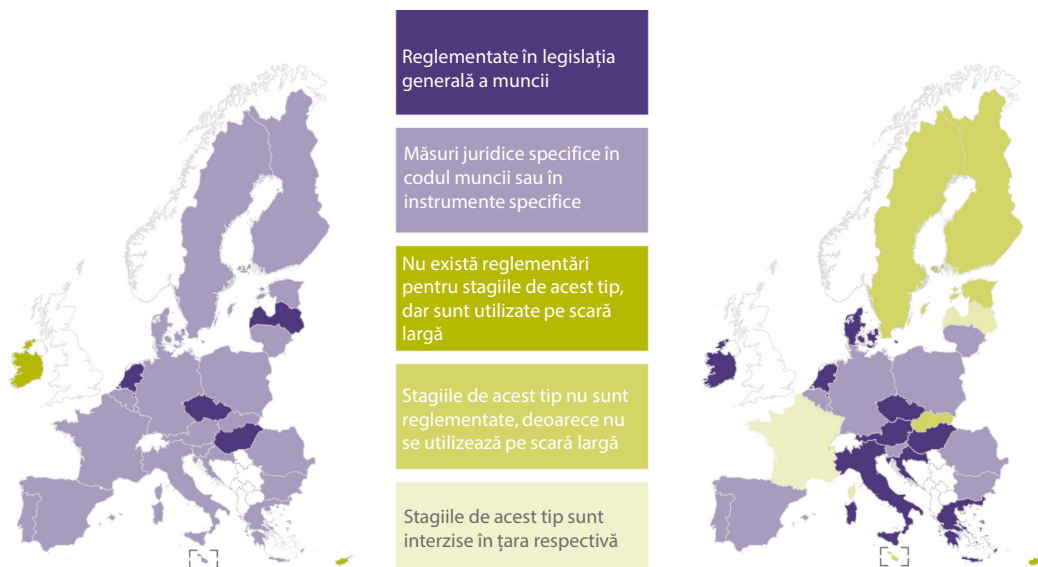 Reglementate în legislația
generală a muncii
Măsuri juridice specifice în
codul muncii sau în
instrumente specifice
Nu există reglementări
pentru stagiile de acest tip,
dar sunt utilizate pe scară
largă
Stagiile de acest tip nu sunt
reglementate, deoarece nu
se utilizează pe scară largă
Stagiile de acest tip sunt
interzise în țara respectivă